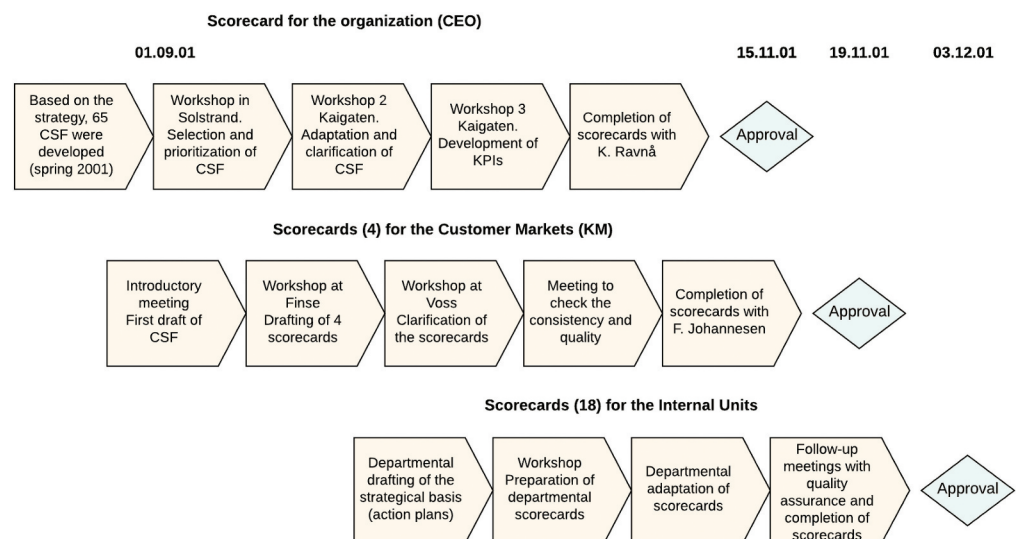 Scorecard for the organization (CEO)
01.09.01
15.11.01
19.11.01
03.12.01
Based on the
strategy, 65
CSF were
developed
(spring 2001)
Workshop in
Solstrand.
Selection and
prioritization of
CSF
Workshop 2
Kaigaten.
Adaptation and
clarification of
CSF
Workshop 3
Kaigaten.
Development of
KPIs
Completion of
scorecards with
K. Ravnå
Approval
Scorecards (4) for the Customer Markets (KM)
Introductory
meeting
First draft of
CSF
Workshop at
Finse
Drafting of 4
scorecards
Workshop at
Voss
Clarification of
the scorecards
Meeting to
check the
consistency and
quality
Completion of
scorecards with
F. Johannesen
Approval
Scorecards (18) for the Internal Units
Departmental
drafting of the
strategical basis
(action plans)
Workshop
Preparation of
departmental
scorecards
Departmental
adaptation of
scorecards
Follow-up
meetings with
quality
assurance and
completion of
scorecards
Approval